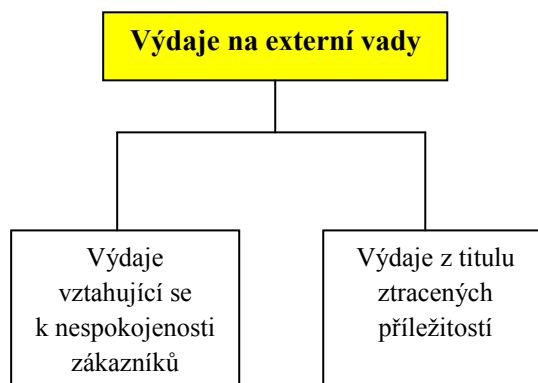 Výdaje na externí vady
Výdaje
vztahující se
k nespokojenosti
zákazníků
Výdaje z titulu
ztracených
příležitostí